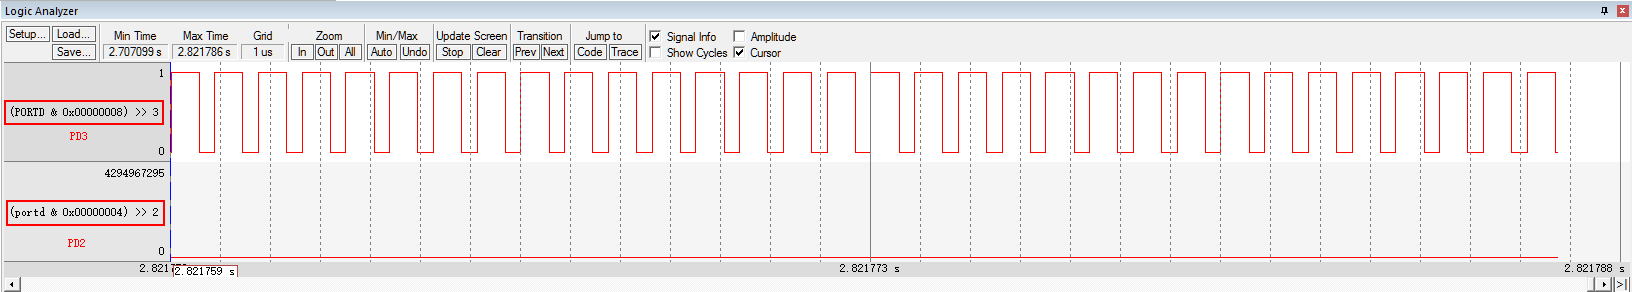 Logic Analyzer
Setup... Load... Save...
Min Time Max Time Grid Zoom Min/Max Update Screen Transition Jump to
2.707099 s 2.821786 s 1 us In Out All Auto Undo Stop Clear Prev Next Code Trace
Signal Info Amplitude
Show Cycles Cursor
1
(PORTD & 0x00000008) >> 3
PD3
0
4294967295
(portd & 0x00000004) >> 2
PD2
0
2.821759 s 2.821773 s 2.821788 s